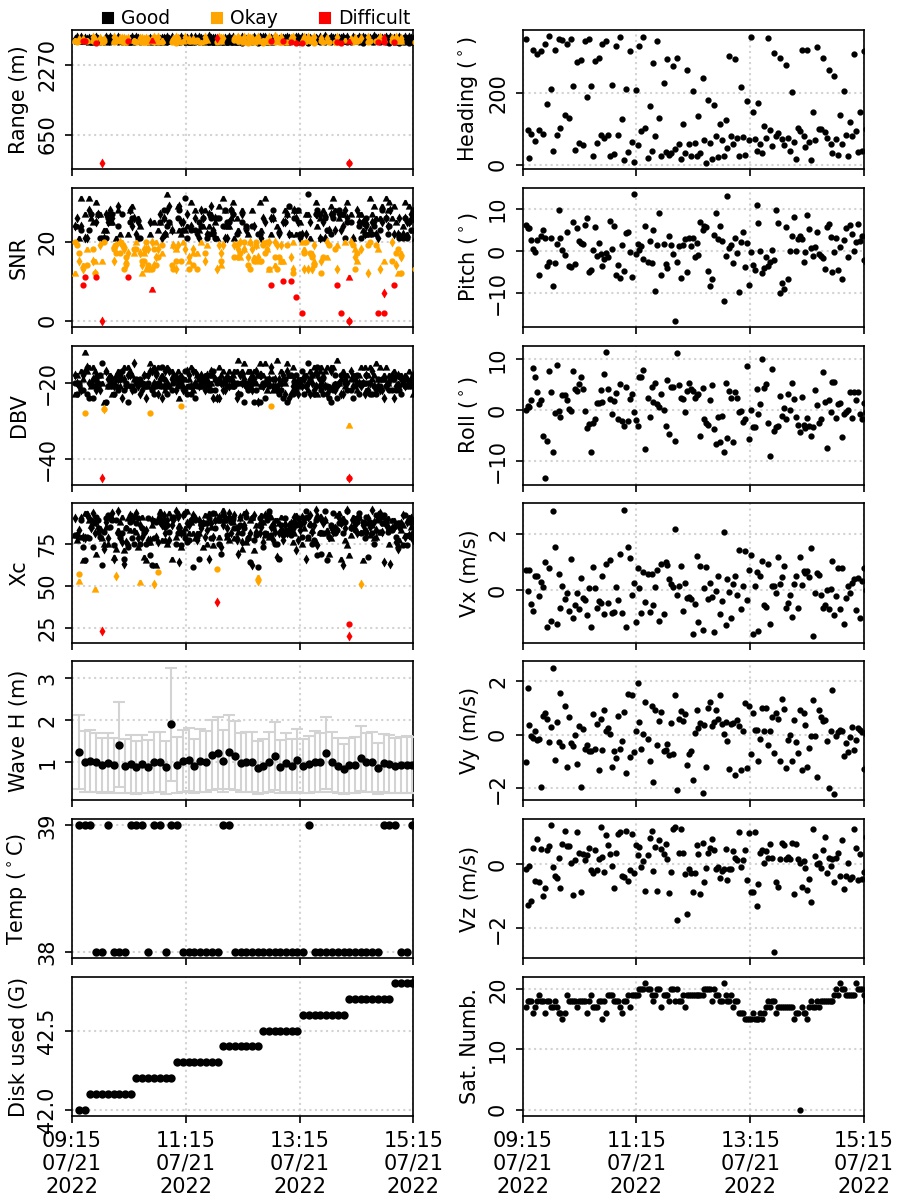 Good Okay Difficult
Range (m)
2270
650
Heading (°)
200
0
SNR
20
0
Pitch (°)
10
0
−10
DBV
−20
−40
Roll (°)
10
0
−10
Xc
75
50
25
Vx (m/s)
2
0
Wave H (m)
3
2
1
Vy (m/s)
2
0
−2
Temp (°C)
39
38
Vz (m/s)
0
−2
Disk used (G)
42.5
42.0
Sat. Numb.
20
10
0
09:15 11:15 13:15 15:15
07/21 07/21 07/21 07/21
2022 2022 2022 2022
09:15 11:15 13:15 15:15
07/21 07/21 07/21 07/21
2022 2022 2022 2022